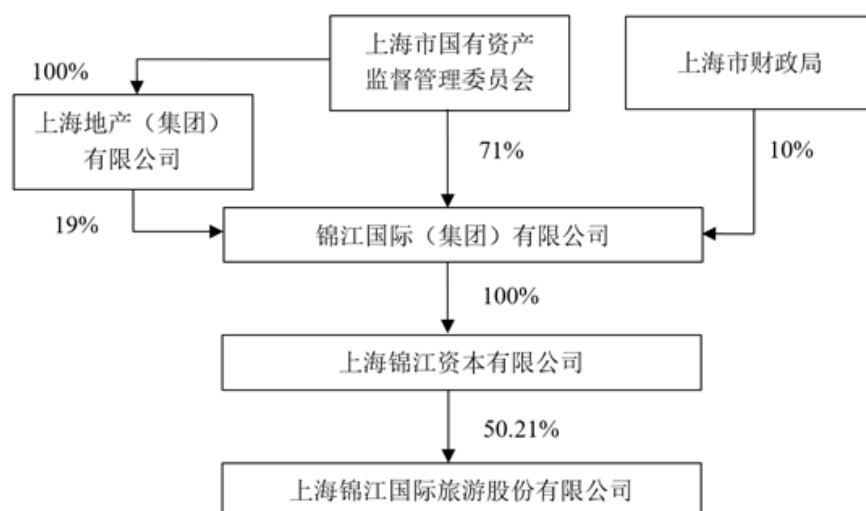 上海市国有资产
监督管理委员会
上海市财政局
100%
上海地产（集团）
有限公司
71%
10%
19%
锦江国际（集团）有限公司
100%
上海锦江资本有限公司
50.21%
上海锦江国际旅游股份有限公司